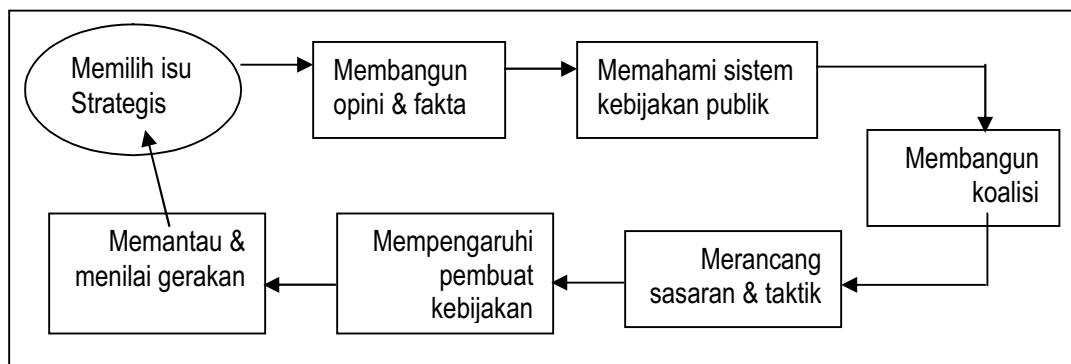 Memilih isu
Strategis
Membangun
opini & fakta
Memahami sistem
kebijakan publik
Membangun
koalisi
Merancang
sasaran & taktik
Mempengaruhi
pembuat
kebijakan
Memantau &
menilai gerakan